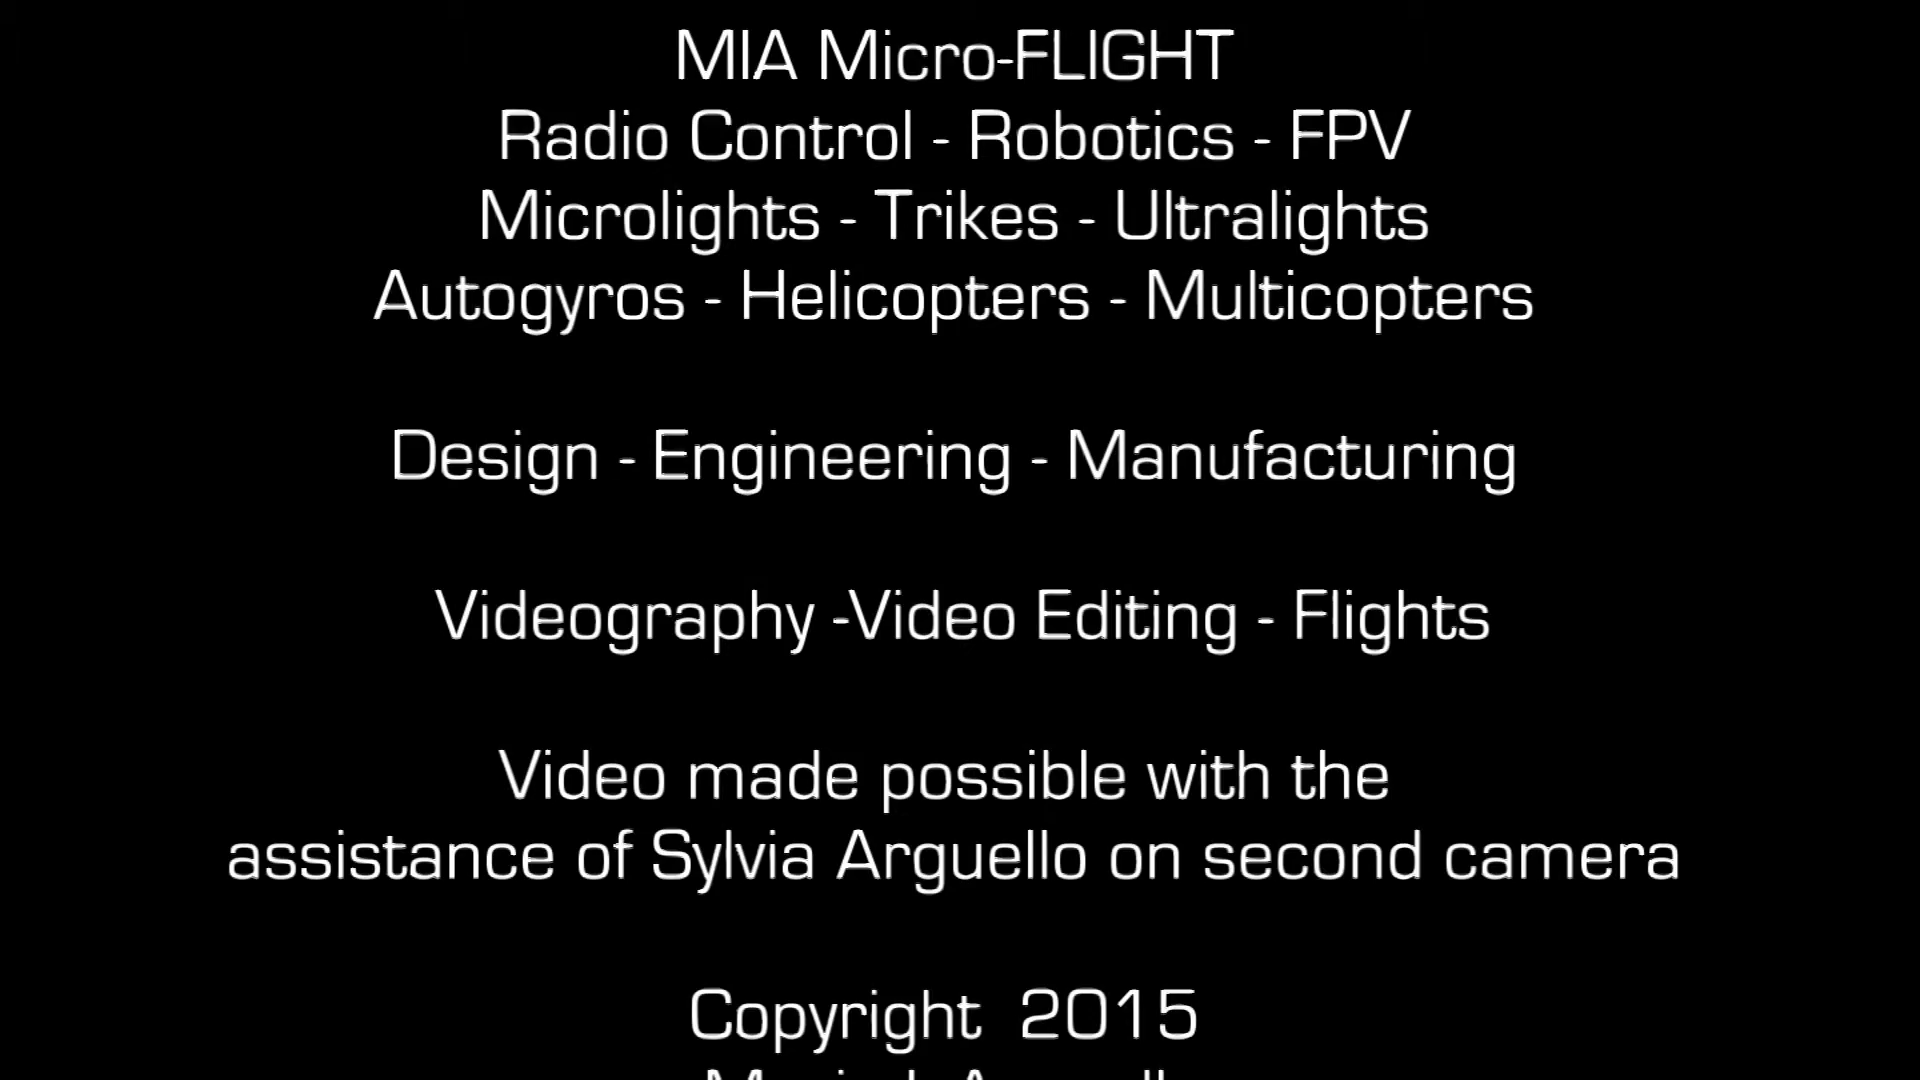 MIA Micro-FLIGHT
Radio Control - Robotics - FPV
Microlights - Trikes - Ultralights
Autogyros - Helicopters - Multicopters
Design - Engineering - Manufacturing
Videography -Video Editing - Flights
Video made possible with the
assistance of Sylvia Arguello on second camera
Copyright  2015